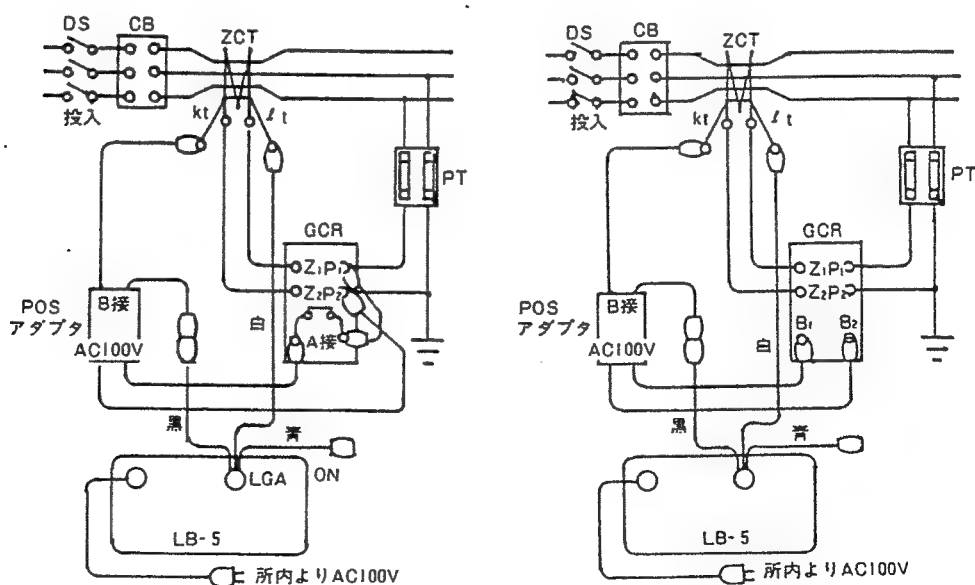 DS
CB
ZCT
投入
kt
ℓt
PT
GCR
Z₁P₁
Z₂P₂
A接
B接
POS
アダプタ
AC100V
白
黒
青
ON
LGA
LB-5
所内よりAC100V
DS
CB
ZCT
投入
kt
ℓt
PT
GCR
Z₁P₁
Z₂P₂
B₁ B₂
B接
POS
アダプタ
AC100V
白
黒
青
LB-5
所内よりAC100V